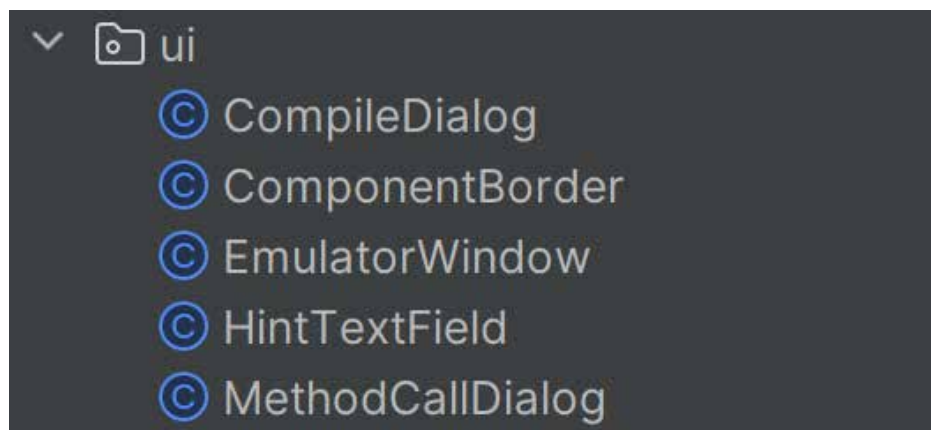 ui
CompileDialog
ComponentBorder
EmulatorWindow
HintTextField
MethodCallDialog